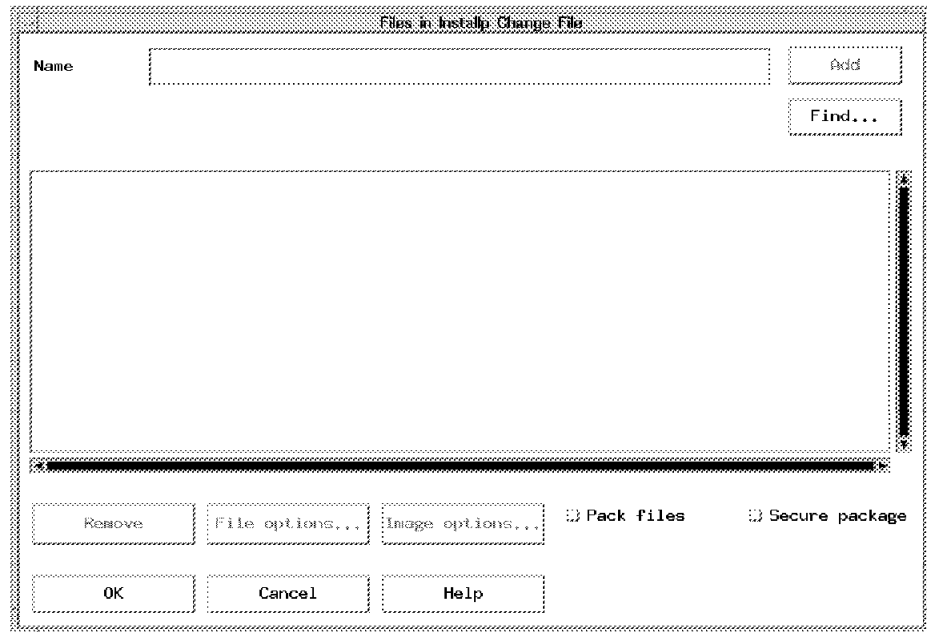 Files in Installp Change File
Name
Add
Find...
Remove
File options...
Image options...
Pack files
Secure package
OK
Cancel
Help